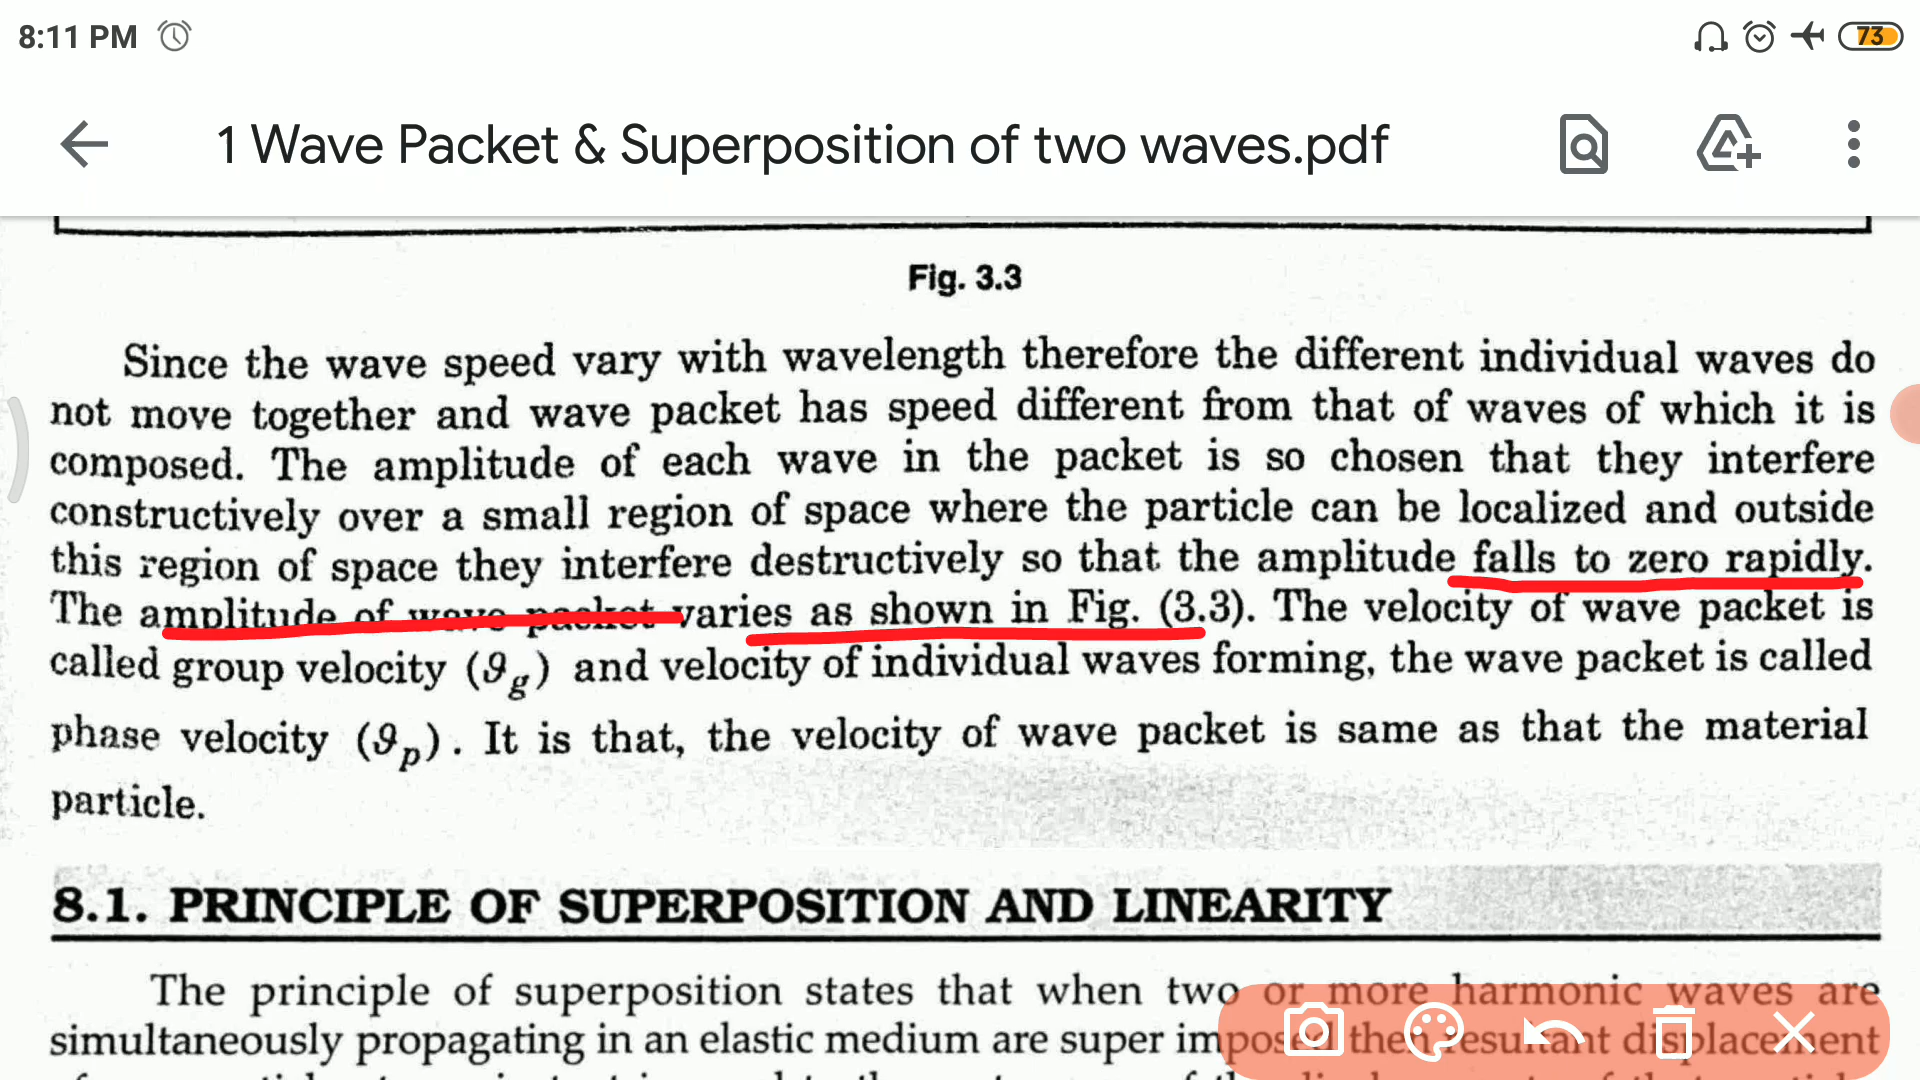 8:11 PM
73
1 Wave Packet & Superposition of two waves.pdf
Fig. 3.3
Since the wave speed vary with wavelength therefore the different individual waves do
not move together and wave packet has speed different from that of waves of which it is
composed. The amplitude of each wave in the packet is so chosen that they interfere
constructively over a small region of space where the particle can be localized and outside
this region of space they interfere destructively so that the amplitude falls to zero rapidly.
The amplitude of wave packet varies as shown in Fig. (3.3). The velocity of wave packet is
called group velocity (ϑg) and velocity of individual waves forming, the wave packet is called
phase velocity (ϑp). It is that, the velocity of wave packet is same as that the material
particle.
8.1. PRINCIPLE OF SUPERPOSITION AND LINEARITY
The principle of superposition states that when two or more harmonic waves are
simultaneously propagating in an elastic medium are super imposed then resultant displacement